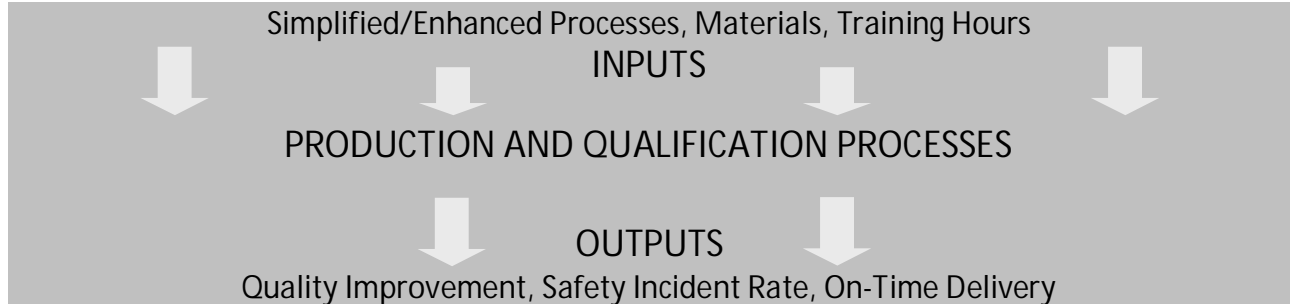 Simplified/Enhanced Processes, Materials, Training Hours
INPUTS
PRODUCTION AND QUALIFICATION PROCESSES
OUTPUTS
Quality Improvement, Safety Incident Rate, On-Time Delivery